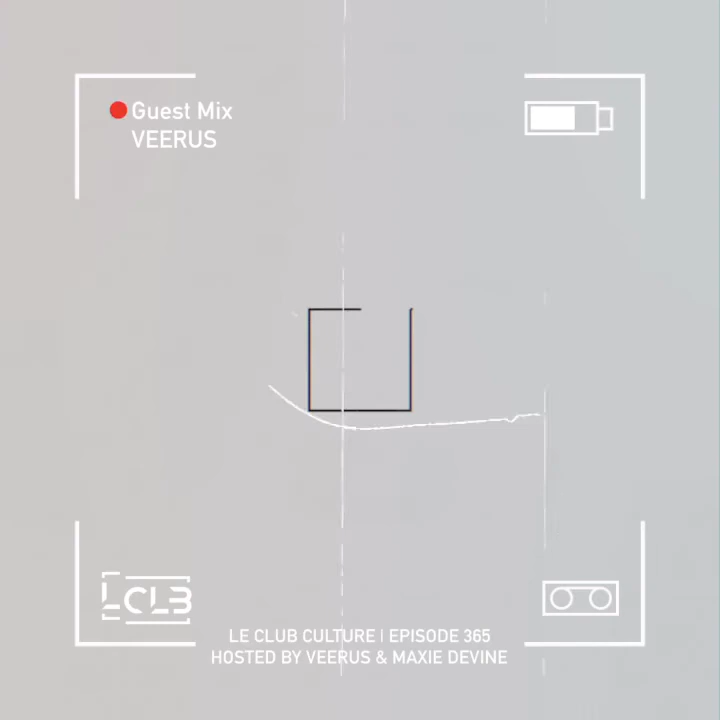 Guest Mix
VEERUS
LCLB
LE CLUB CULTURE | EPISODE 365
HOSTED BY VEERUS & MAXIE DEVINE